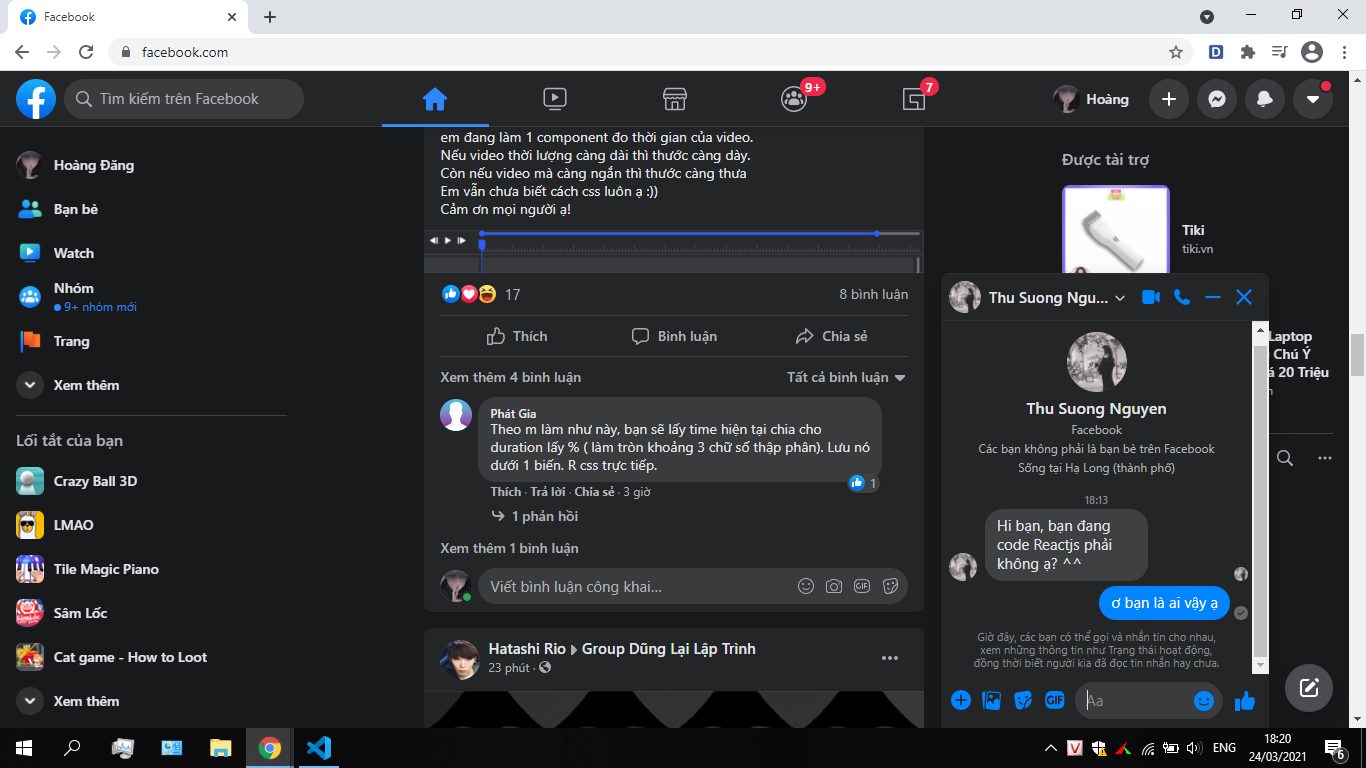 Facebook
facebook.com
Tìm kiếm trên Facebook
9+
7
Hoàng
Hoàng Đăng
Bạn bè
Watch
Nhóm
9+ nhóm mới
Trang
Xem thêm
Lối tắt của bạn
Crazy Ball 3D
LMAO
Tile Magic Piano
Sâm Lốc
Cat game - How to Loot
Xem thêm
em đang làm 1 component đo thời gian của video.
Nếu video thời lượng càng dài thì thước càng dày.
Còn nếu video mà càng ngắn thì thước càng thưa
Em vẫn chưa biết cách css luôn ạ :))
Cảm ơn mọi người ạ!
17
8 bình luận
Thích
Bình luận
Chia sẻ
Xem thêm 4 bình luận
Tất cả bình luận
Phát Gia
Theo m làm như này, bạn sẽ lấy time hiện tại chia cho
duration lấy % ( làm tròn khoảng 3 chữ số thập phân). Lưu nó
dưới 1 biến. R css trực tiếp.
1
Thích · Trả lời · Chia sẻ · 3 giờ
1 phản hồi
Xem thêm 1 bình luận
Viết bình luận công khai...
GIF
Hatashi Rio
Group Dũng Lại Lập Trình
23 phút ·
Được tài trợ
Tiki
tiki.vn
Laptop
Chú Ý
á 20 Triệu
Thu Suong Ngu...
Thu Suong Nguyen
Facebook
Các bạn không phải là bạn bè trên Facebook
Sống tại Hạ Long (thành phố)
18:13
Hi bạn, bạn đang
code Reactjs phải
không ạ? ^^
ơ bạn là ai vậy ạ
Giờ đây, các bạn có thể gọi và nhắn tin cho nhau,
xem những thông tin như Trạng thái hoạt động,
đồng thời biết người kia đã đọc tin nhắn hay chưa.
GIF
Aa
ENG
18:20
24/03/2021
6